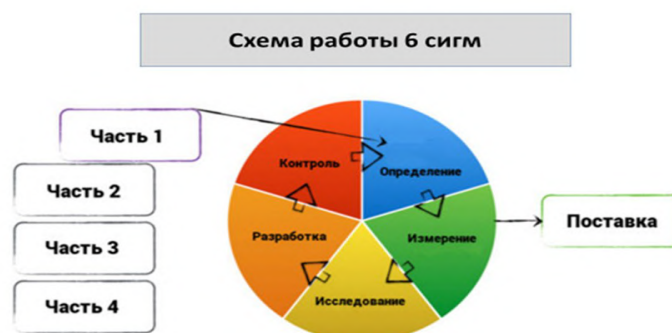 Схема работы 6 сигм
Часть 1
Часть 2
Часть 3
Часть 4
Контроль
Определение
Разработка
Измерение
Исследование
Поставка